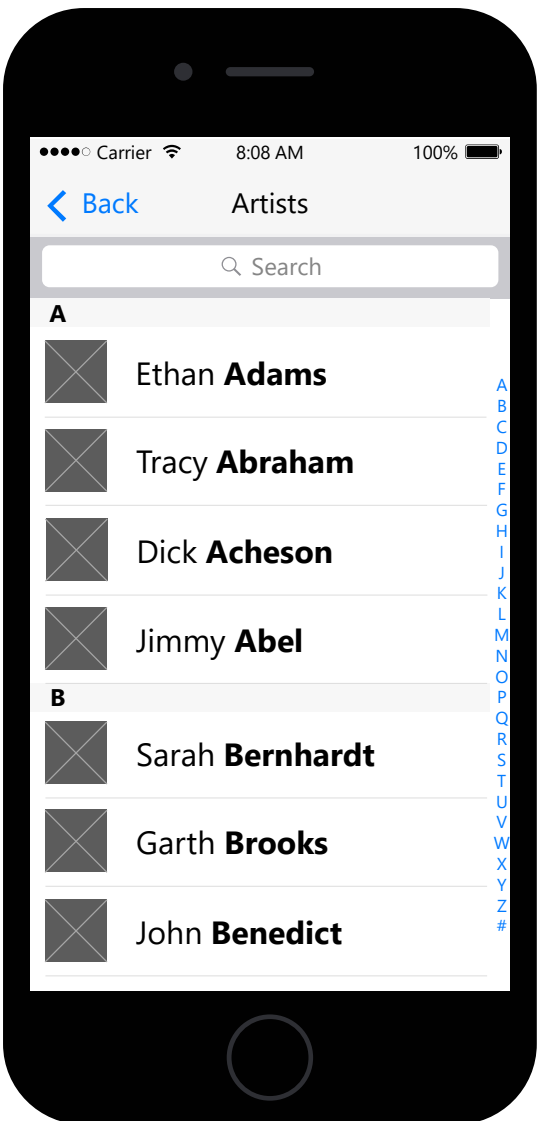 Carrier 8:08 AM 100%
Back Artists
Search
A
Ethan Adams
Tracy Abraham
Dick Acheson
Jimmy Abel
B
Sarah Bernhardt
Garth Brooks
John Benedict
A
B
C
D
E
F
G
H
I
J
K
L
M
N
O
P
Q
R
S
T
U
V
W
X
Y
Z
#